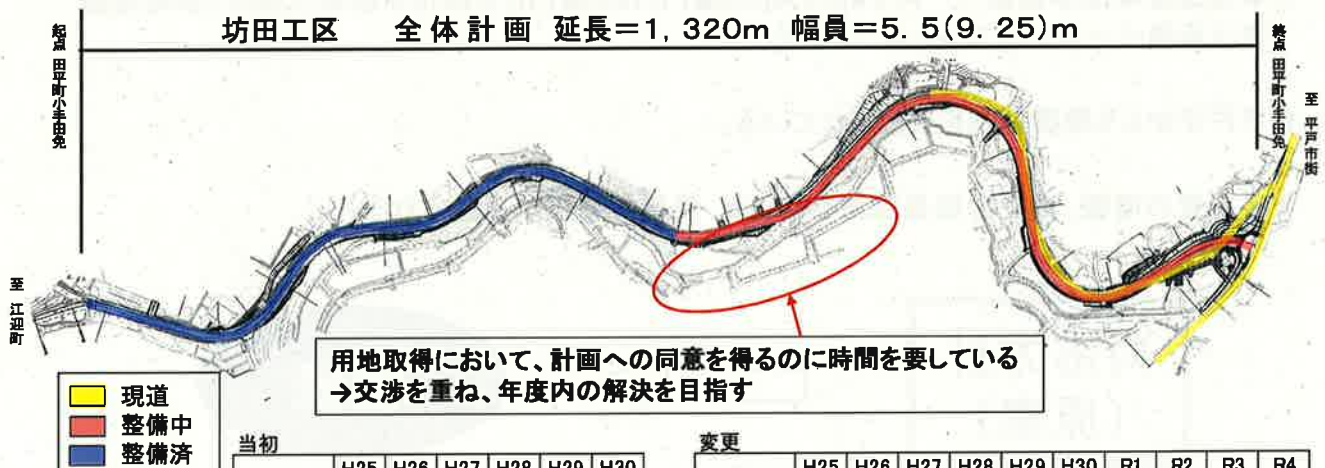 坊田工区 全体計画 延長=1,320m 幅員=5.5(9.25)m
起点 田平町小手田免
終点 田平町小手田免
至 平戸市街
至 江迎町
用地取得において、計画への同意を得るのに時間を要している
→交渉を重ね、年度内の解決を目指す
現道
整備中
整備済
当初
H25 H26 H27 H28 H29 H30
変更
H25 H26 H27 H28 H29 H30 R1 R2 R3 R4